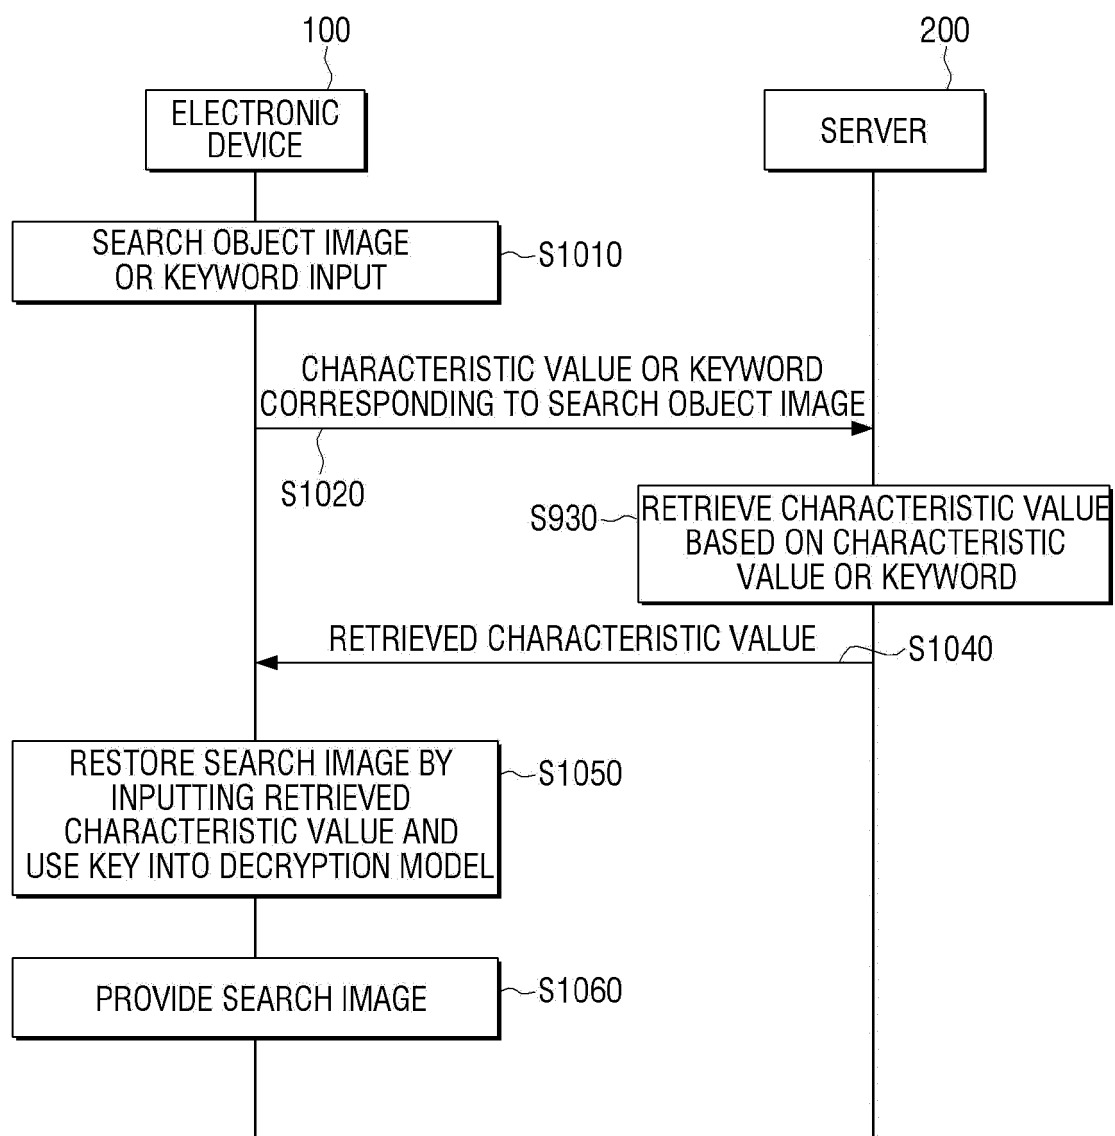 100
200
ELECTRONIC
DEVICE
SERVER
SEARCH OBJECT IMAGE
OR KEYWORD INPUT
S1010
CHARACTERISTIC VALUE OR KEYWORD
CORRESPONDING TO SEARCH OBJECT IMAGE
S1020
S930
RETRIEVE CHARACTERISTIC VALUE
BASED ON CHARACTERISTIC
VALUE OR KEYWORD
RETRIEVED CHARACTERISTIC VALUE
S1040
RESTORE SEARCH IMAGE BY
INPUTTING RETRIEVED
CHARACTERISTIC VALUE AND
USE KEY INTO DECRYPTION MODEL
S1050
PROVIDE SEARCH IMAGE
S1060